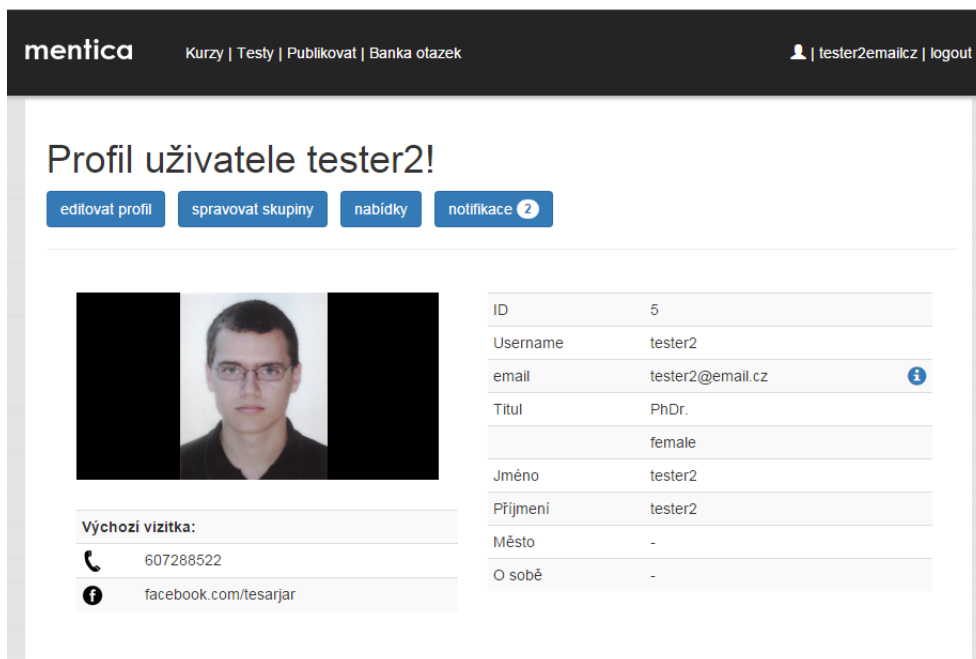 mentica
Kurzy | Testy | Publikovat | Banka otazek
| tester2emailcz | logout
Profil uživatele tester2!
editovat profil
spravovat skupiny
nabídky
notifikace 2
ID 5
Username tester2
email tester2@email.cz
Titul PhDr.
female
Jméno tester2
Příjmení tester2
Město -
O sobě -
Výchozí vizitka:
607288522
facebook.com/tesarjar